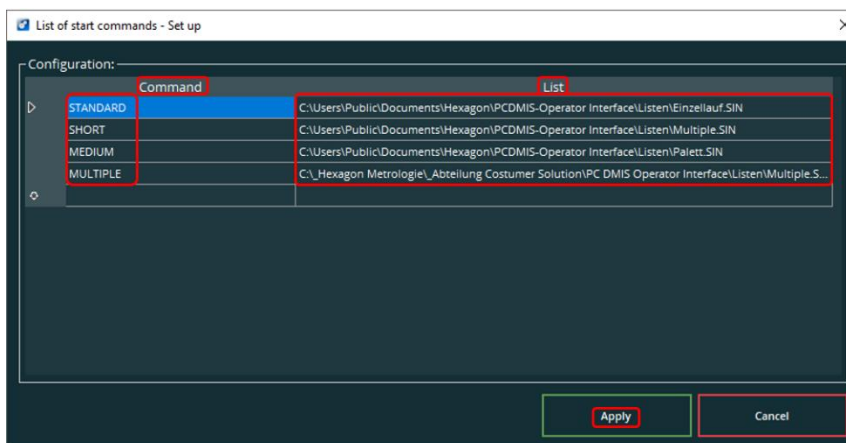 List of start commands - Set up
Configuration:
Command List
STANDARD C:\Users\Public\Documents\Hexagon\PCDMIS-Operator Interface\Listen\Einzellauf.SIN
SHORT C:\Users\Public\Documents\Hexagon\PCDMIS-Operator Interface\Listen\Multiple.SIN
MEDIUM C:\Users\Public\Documents\Hexagon\PCDMIS-Operator Interface\Listen\Palett.SIN
MULTIPLE C:\_Hexagon Metrologie\_Abteilung Costumer Solution\PC DMIS Operator Interface\Listen\Multiple.S...
Apply Cancel